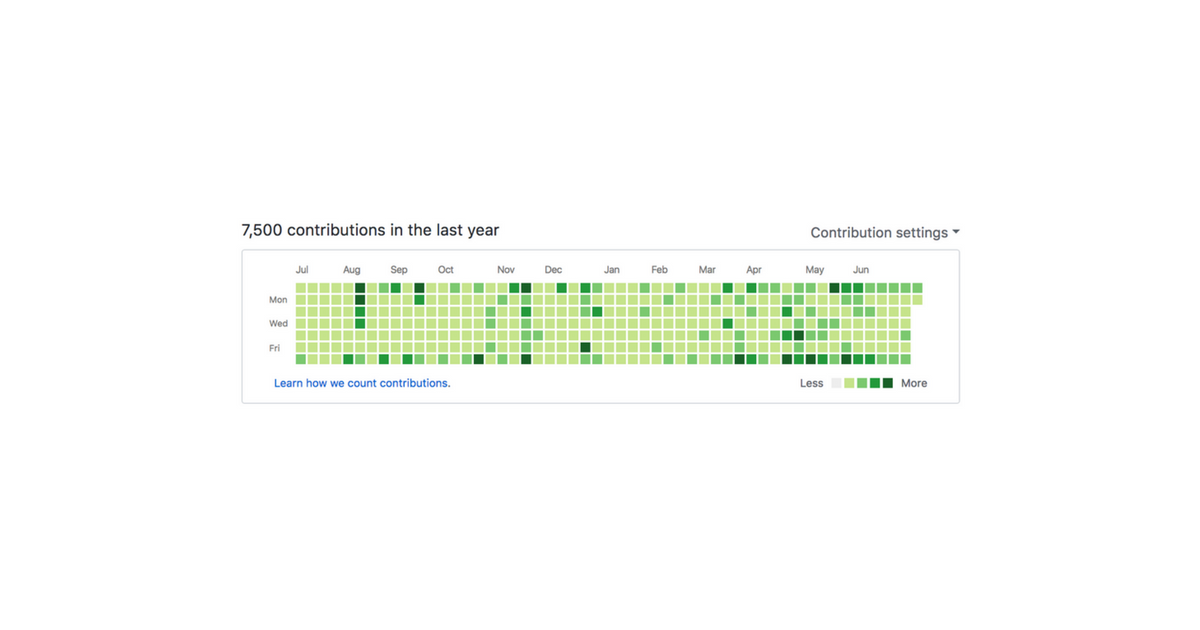 7,500 contributions in the last year
Contribution settings
Jul Aug Sep Oct Nov Dec Jan Feb Mar Apr May Jun
Mon
Wed
Fri
Learn how we count contributions.
Less More